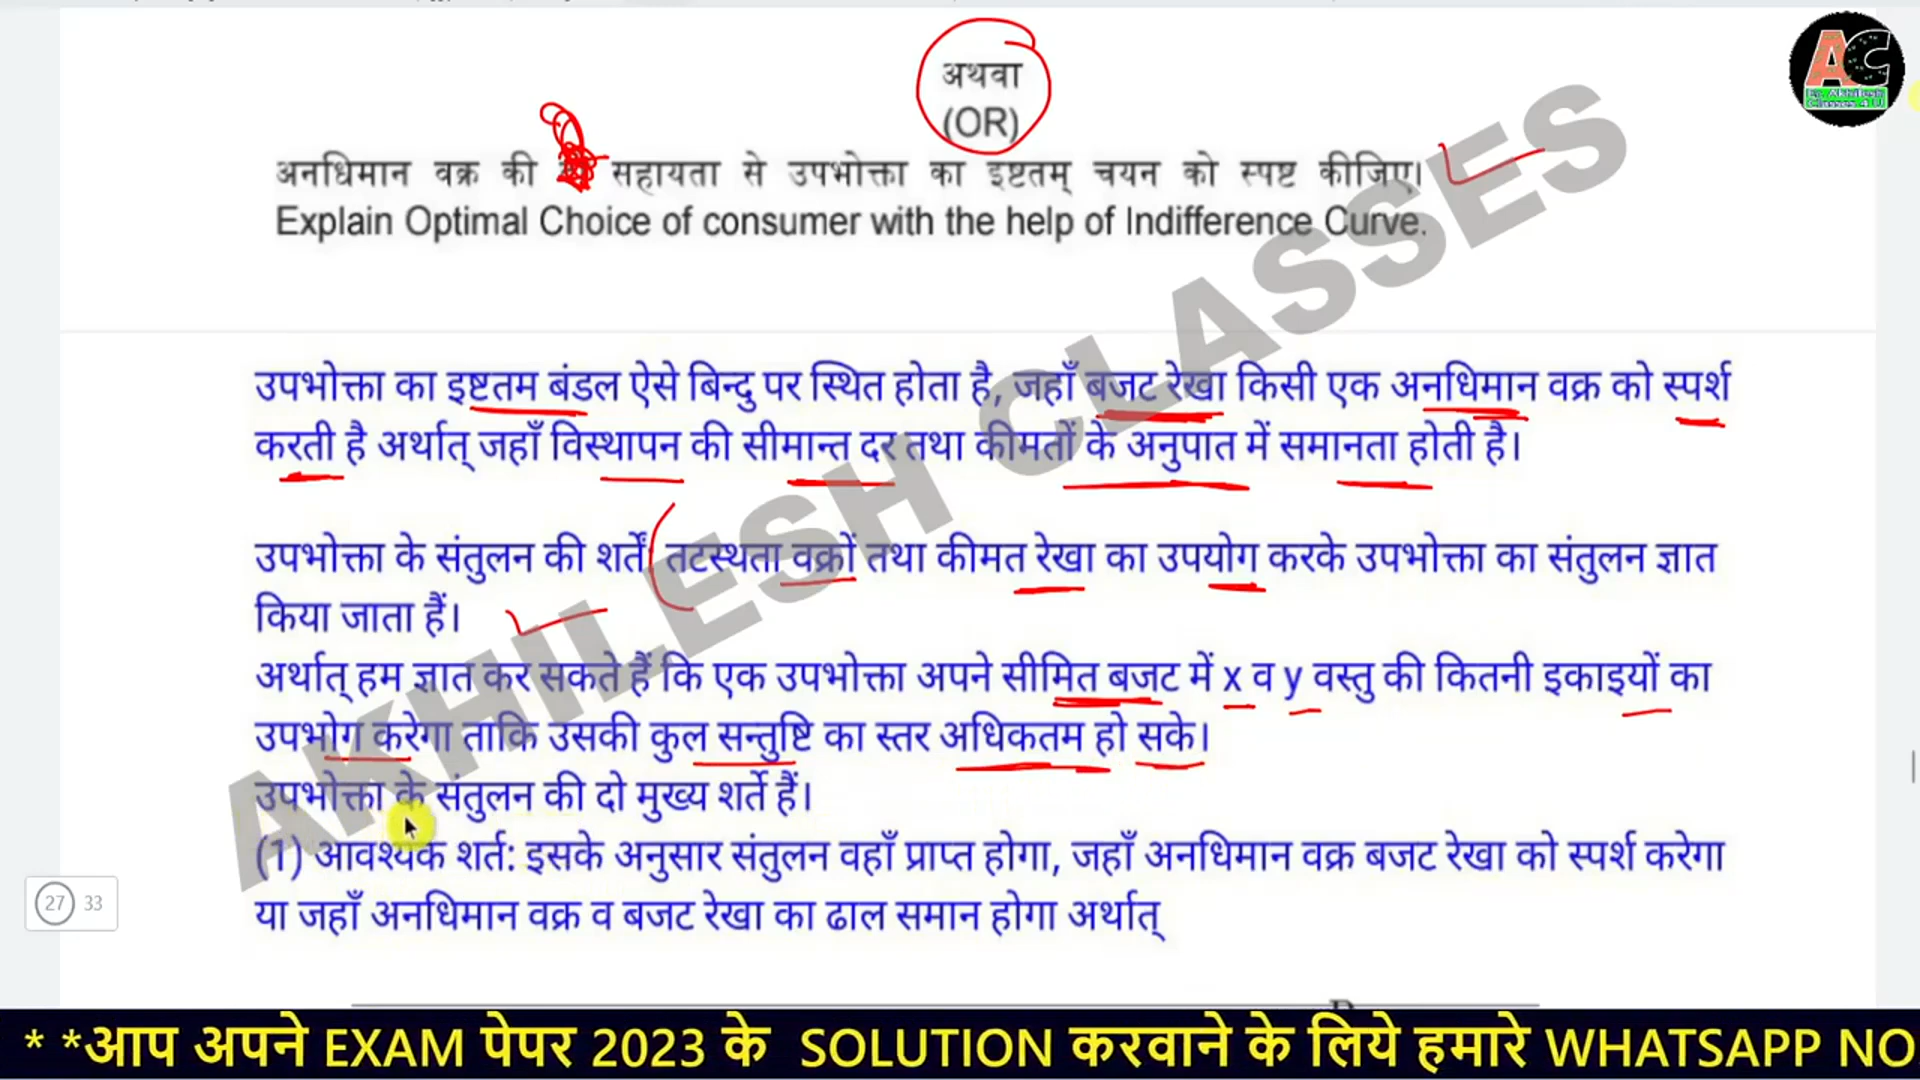 अथवा
(OR)
अनधिमान वक्र की सहायता से उपभोक्ता का इष्टतम् चयन को स्पष्ट कीजिए।
Explain Optimal Choice of consumer with the help of Indifference Curve.
उपभोक्ता का इष्टतम बंडल ऐसे बिन्दु पर स्थित होता है, जहाँ बजट रेखा किसी एक अनधिमान वक्र को स्पर्श
करती है अर्थात् जहाँ विस्थापन की सीमान्त दर तथा कीमतों के अनुपात में समानता होती है।
उपभोक्ता के संतुलन की शर्तें तटस्थता वक्रों तथा कीमत रेखा का उपयोग करके उपभोक्ता का संतुलन ज्ञात
किया जाता हैं।
अर्थात् हम ज्ञात कर सकते हैं कि एक उपभोक्ता अपने सीमित बजट में x व y वस्तु की कितनी इकाइयों का
उपभोग करेगा ताकि उसकी कुल सन्तुष्टि का स्तर अधिकतम हो सके।
उपभोक्ता के संतुलन की दो मुख्य शर्ते हैं।
(1) आवश्यक शर्त: इसके अनुसार संतुलन वहाँ प्राप्त होगा, जहाँ अनधिमान वक्र बजट रेखा को स्पर्श करेगा
या जहाँ अनधिमान वक्र व बजट रेखा का ढाल समान होगा अर्थात्
AKHILESH CLASSES
AC
Er. Akhilesh
Classes 4 U
27 33
* *आप अपने EXAM पेपर 2023 के SOLUTION करवाने के लिये हमारे WHATSAPP NO